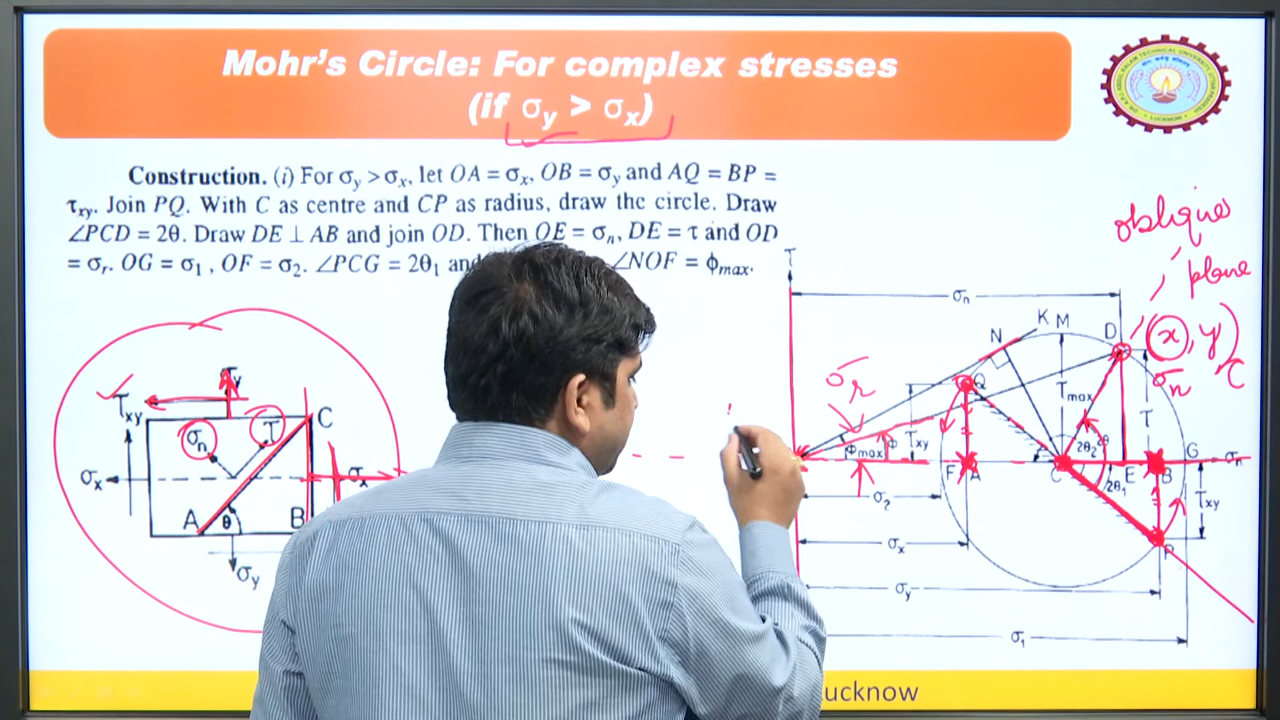 Mohr's Circle: For complex stresses
(if σy > σx)
Construction. (i) For σy > σx, let OA = σx, OB = σy and AQ = BP =
τxy. Join PQ. With C as centre and CP as radius, draw the circle. Draw
∠PCD = 2θ. Draw DE ⊥ AB and join OD. Then OE = σn, DE = τ and OD
= σr. OG = σ1, OF = σ2. ∠PCG = 2θ1 and ∠NOF = ϕmax.
oblique
plane
(x, y)
σn τ
τ
σn
K M
N
D
σr
Q
τmax
τ
τxy
ϕ
ϕmax
2θ2
2θ
2θ1
F A C E B G σn
τxy
P
σ2
σx
σy
σ1
σy
τxy
C
σn τ
σx
σx
A θ B
σy
ucknow